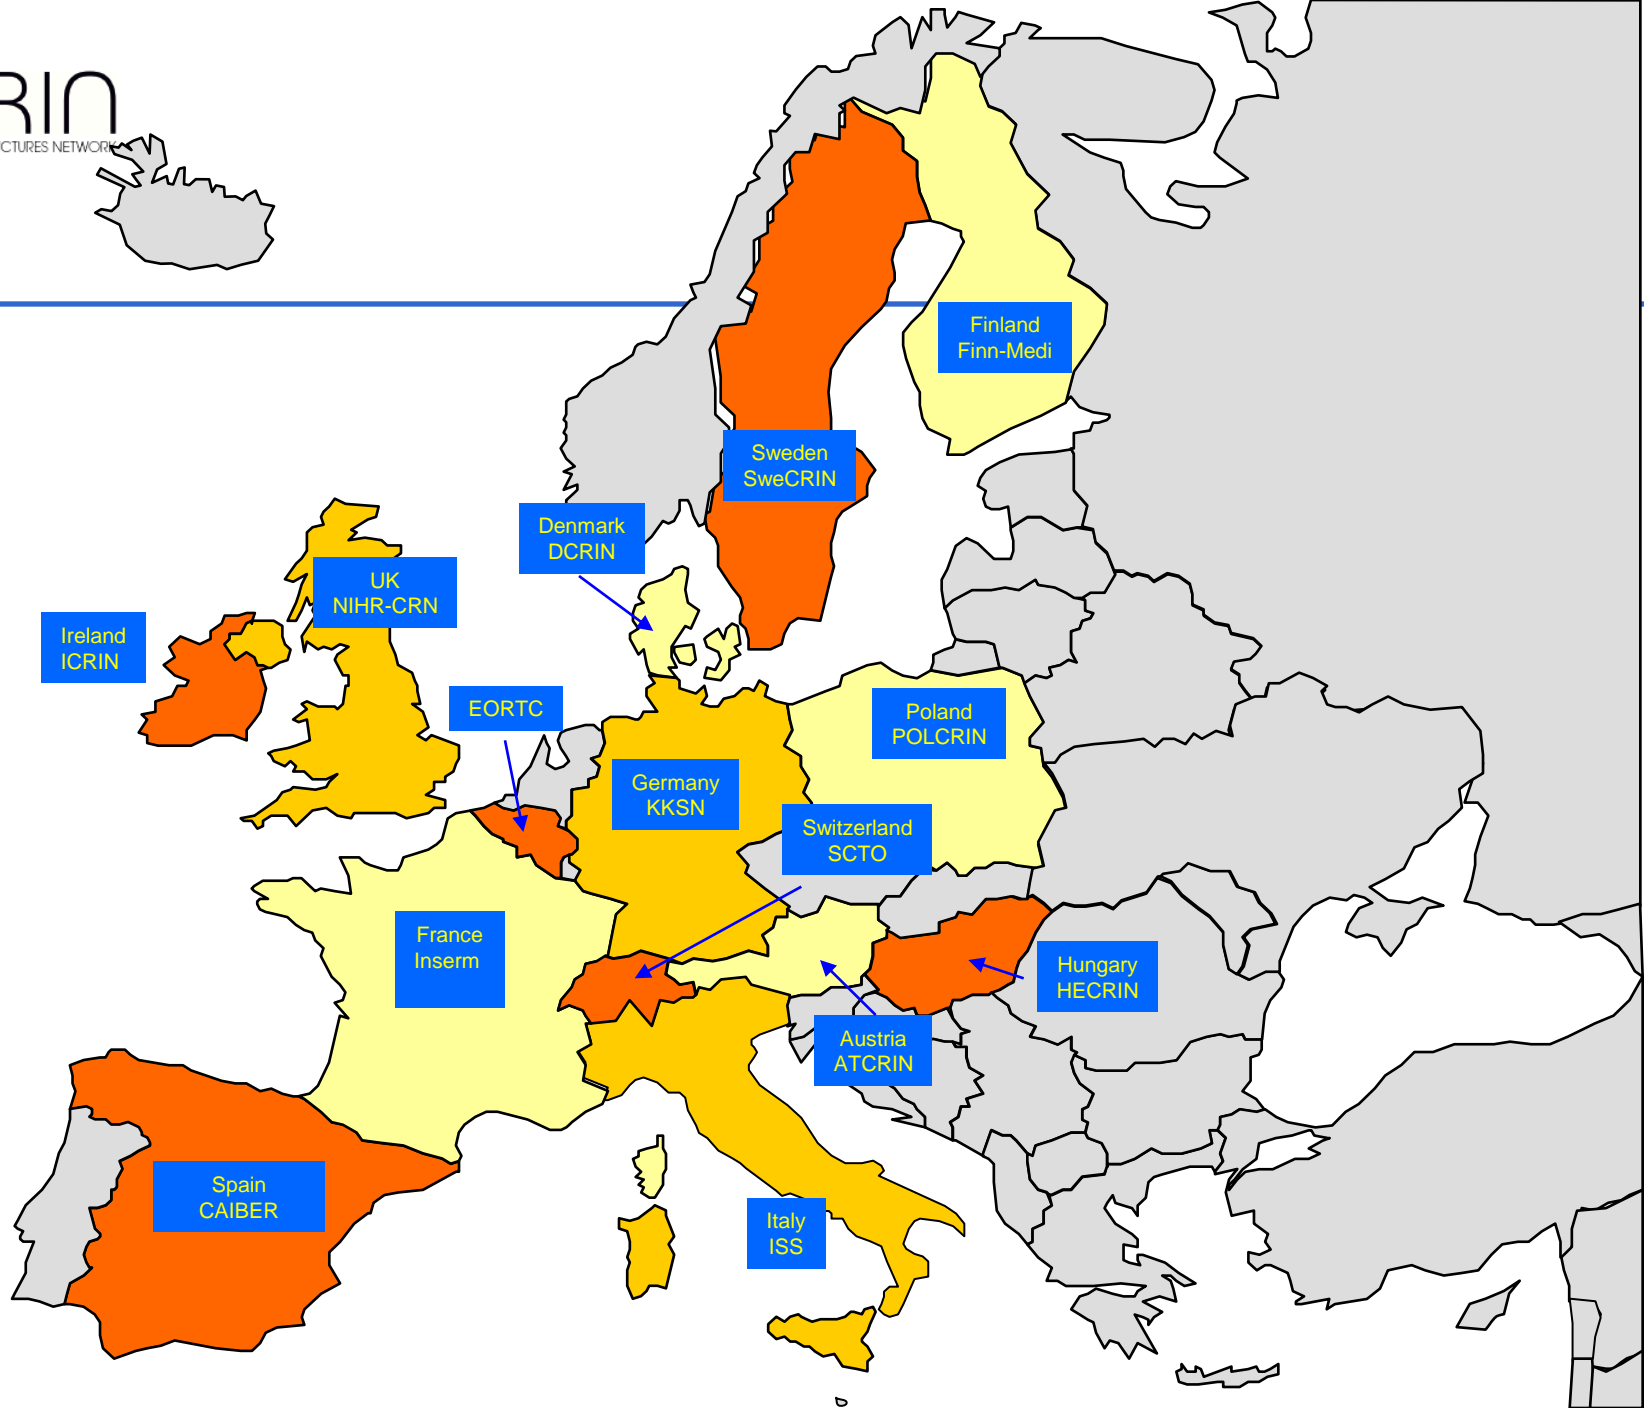 RIN
CTURES NETWORK
Finland
Finn-Medi
Sweden
SweCRIN
Denmark
DCRIN
UK
NIHR-CRN
Ireland
ICRIN
EORTC
Poland
POLCRIN
Germany
KKSN
Switzerland
SCTO
France
Inserm
Hungary
HECRIN
Austria
ATCRIN
Spain
CAIBER
Italy
ISS